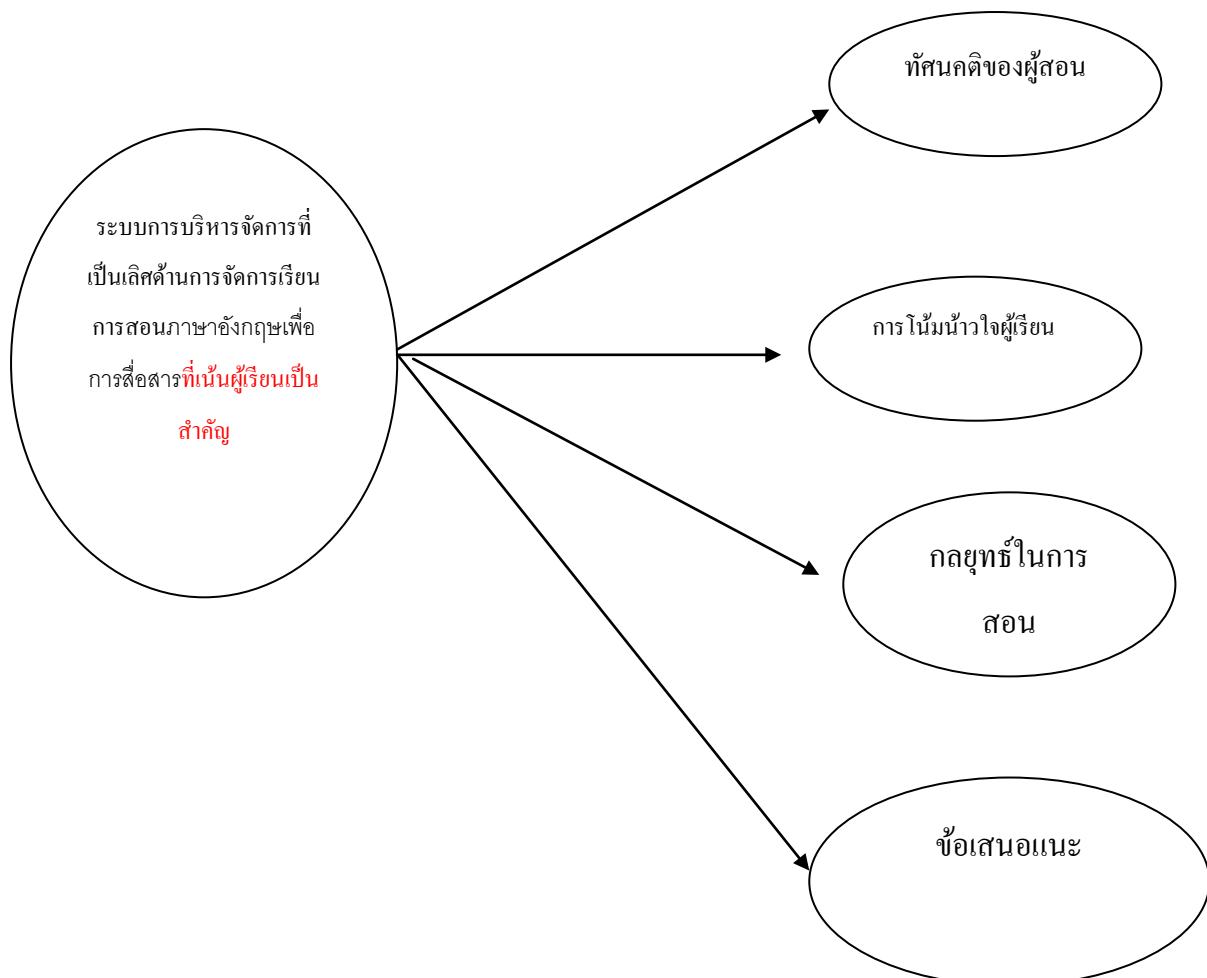 ระบบการบริหารจัดการที่
เป็นเลิศด้านการจัดการเรียน
การสอนภาษาอังกฤษเพื่อ
การสื่อสารที่เน้นผู้เรียนเป็น
สำคัญ
ทัศนคติของผู้สอน
การโน้มน้าวใจผู้เรียน
กลยุทธ์ในการ
สอน
ข้อเสนอแนะ